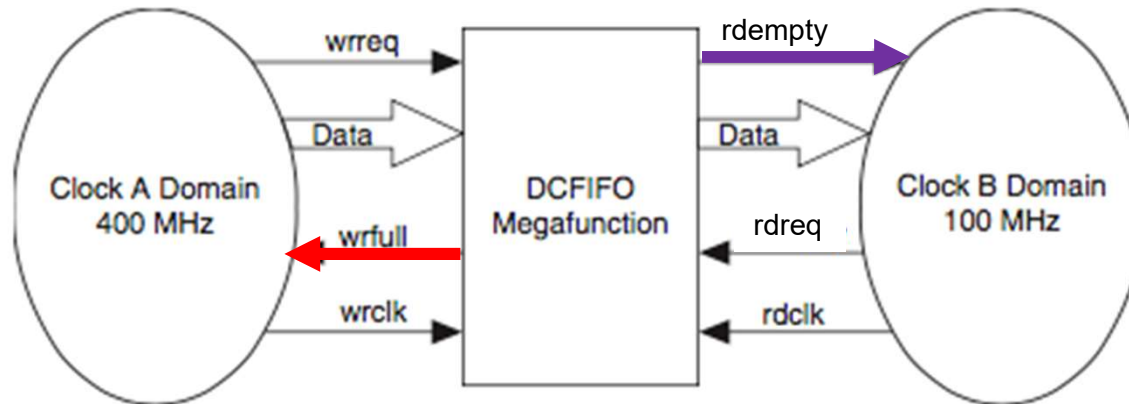 wrreq
rdempty
Data
Data
Clock A Domain
400 MHz
DCFIFO
Megafunction
Clock B Domain
100 MHz
wrfull
rdreq
wrclk
rdclk